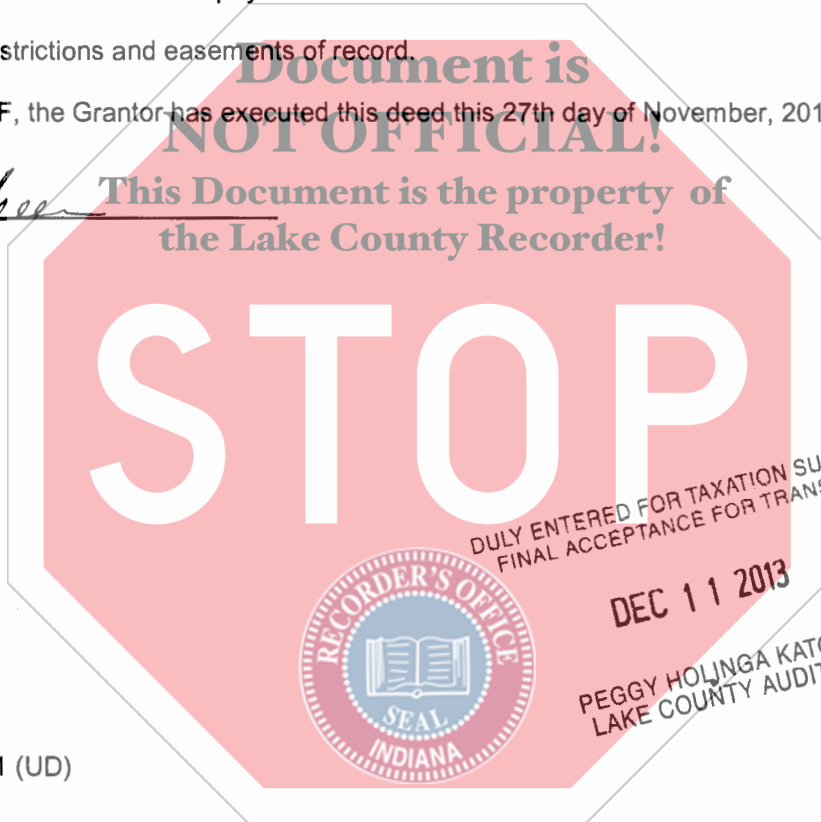 strictions and easements of record.
Document is
F, the Grantor has executed this deed this 27th day of November, 201
NOT OFFICIAL!
This Document is the property of
the Lake County Recorder!
STOP
DULY ENTERED FOR TAXATION SU
FINAL ACCEPTANCE FOR TRANS
DEC 11 2013
PEGGY HOLINGA KATO
LAKE COUNTY AUDIT
RECORDER'S OFFICE
SEAL
INDIANA
(UD)